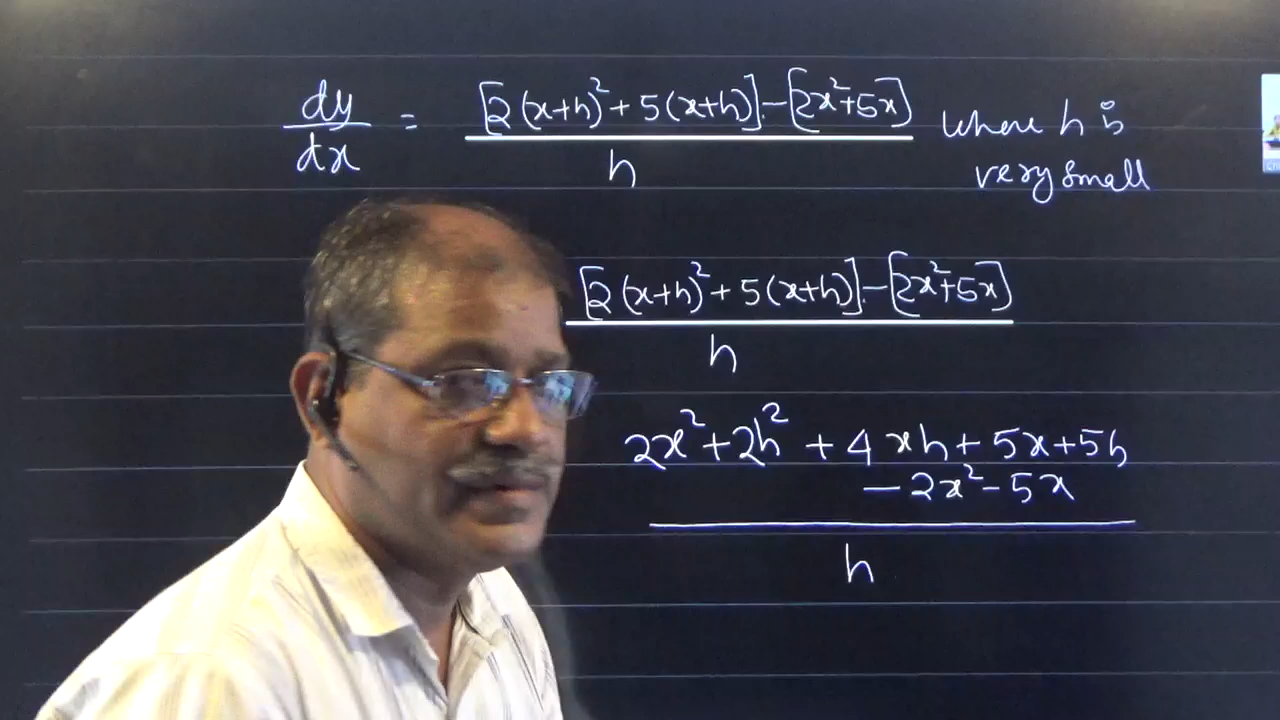 dy/dx = [2(x+h)²+5(x+h)]-[2x²+5x] / h where h is
very small
[2(x+h)²+5(x+h)]-[2x²+5x]
h
2x²+2h²+4xh+5x+5h
-2x²-5x
h